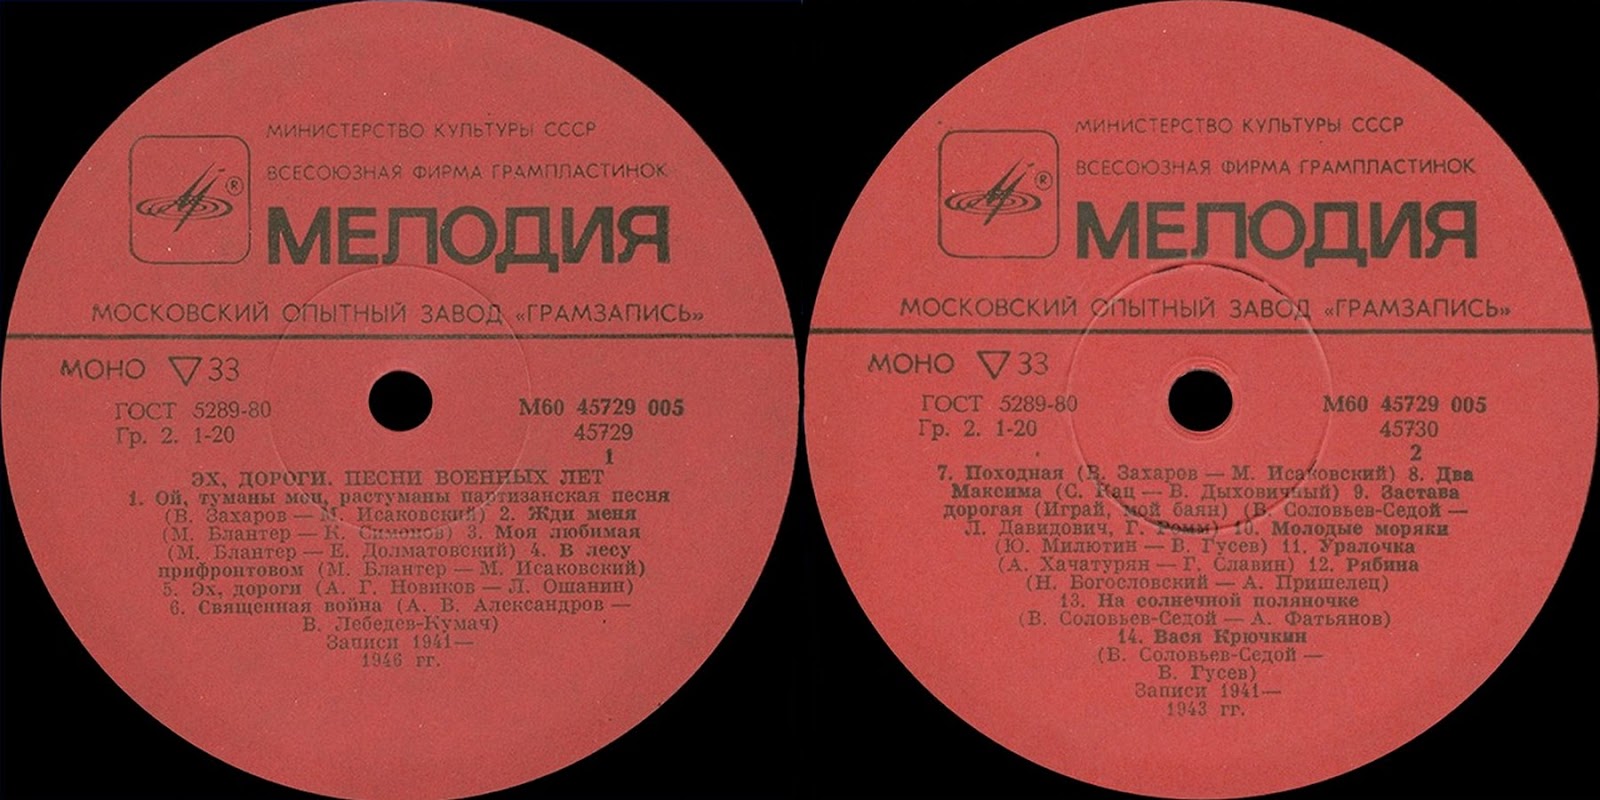 МИНИСТЕРСТВО КУЛЬТУРЫ СССР
ВСЕСОЮЗНАЯ ФИРМА ГРАМПЛАСТИНОК
®
МЕЛОДИЯ
МОСКОВСКИЙ ОПЫТНЫЙ ЗАВОД «ГРАМЗАПИСЬ»
МОНО ▽ 33
ГОСТ 5289-80
Гр. 2. 1-20
М60 45729 005
45729
1
ЭХ, ДОРОГИ. ПЕСНИ ВОЕННЫХ ЛЕТ
1. Ой, туманы мои, растуманы партизанская песня
(В. Захаров — М. Исаковский) 2. Жди меня
(М. Блантер — К. Симонов) 3. Моя любимая
(М. Блантер — Е. Долматовский) 4. В лесу
прифронтовом (М. Блантер — М. Исаковский)
5. Эх, дороги (А. Г. Новиков — Л. Ошанин)
6. Священная война (А. В. Александров —
В. Лебедев-Кумач)
Записи 1941—
1946 гг.
МИНИСТЕРСТВО КУЛЬТУРЫ СССР
ВСЕСОЮЗНАЯ ФИРМА ГРАМПЛАСТИНОК
®
МЕЛОДИЯ
МОСКОВСКИЙ ОПЫТНЫЙ ЗАВОД «ГРАМЗАПИСЬ»
МОНО ▽ 33
ГОСТ 5289-80
Гр. 2. 1-20
М60 45729 005
45730
2
7. Походная (В. Захаров — М. Исаковский) 8. Два
Максима (С. Кац — В. Дыховичный) 9. Застава
дорогая (Играй, мой баян) (В. Соловьев-Седой —
Л. Давидович, Г. Ромм) 10. Молодые моряки
(Ю. Милютин — В. Гусев) 11. Уралочка
(А. Хачатурян — Г. Славин) 12. Рябина
(Н. Богословский — А. Пришелец)
13. На солнечной поляночке
(В. Соловьев-Седой — А. Фатьянов)
14. Вася Крючкин
(В. Соловьев-Седой —
В. Гусев)
Записи 1941—
1943 гг.